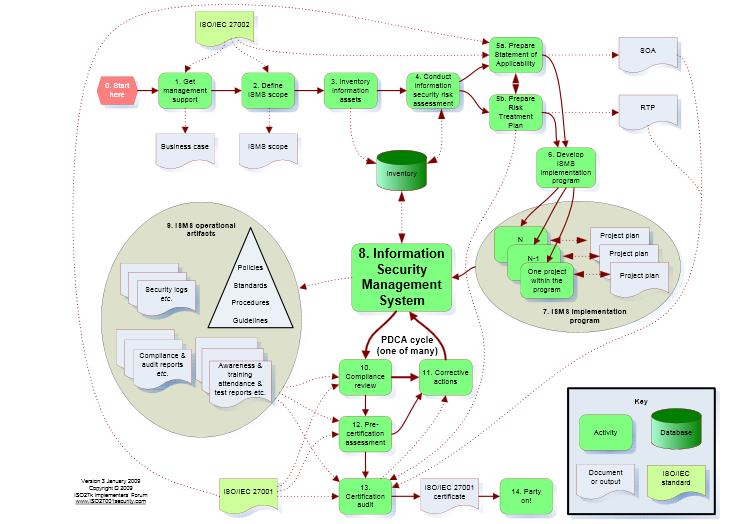 ISO/IEC 27002
0. Start
here
1. Get
management
support
2. Define
ISMS scope
3. Inventory
information
assets
4. Conduct
information
security risk
assessment
5a. Prepare
Statement of
Applicability
SOA
5b. Prepare
Risk
Treatment
Plan
RTP
Business case
ISMS scope
Inventory
6. Develop
ISMS
implementation
program
9. ISMS operational
artifacts
Policies
Standards
Procedures
Guidelines
Security logs
etc.
Compliance &
audit reports
etc.
Awareness &
training
attendance &
test reports etc.
8. Information
Security
Management
System
N
N-1
One project
within the
program
Project plan
Project plan
Project plan
7. ISMS implementation
program
PDCA cycle
(one of many)
10.
Compliance
review
11. Corrective
actions
12. Pre-
certification
assessment
ISO/IEC 27001
13.
Certification
audit
ISO/IEC 27001
certificate
14. Party
on!
Key
Activity
Database
Document
or output
ISO/IEC
standard
Version 3 January 2009
Copyright © 2009
ISO27k Implementers' Forum
www.ISO27001security.com